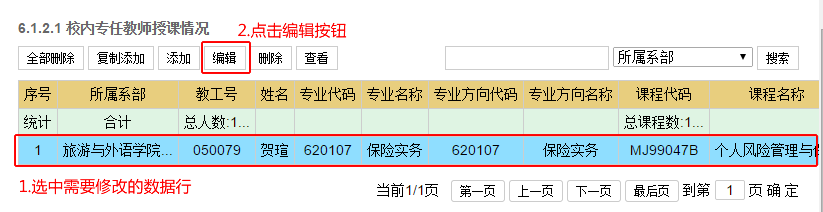 6.1.2.1 校内专任教师授课情况
2.点击编辑按钮
全部删除 复制添加 添加 编辑 删除 查看 所属系部 搜索
序号 所属系部 教工号 姓名 专业代码 专业名称 专业方向代码 专业方向名称 课程代码 课程名称
统计 合计 总人数:1... 总课程数:1...
1 旅游与外语学院... 050079 贺瑄 620107 保险实务 620107 保险实务 MJ99047B 个人风险管理与
1.选中需要修改的数据行
当前1/1页 第一页 上一页 下一页 最后页 到第 1 页 确 定